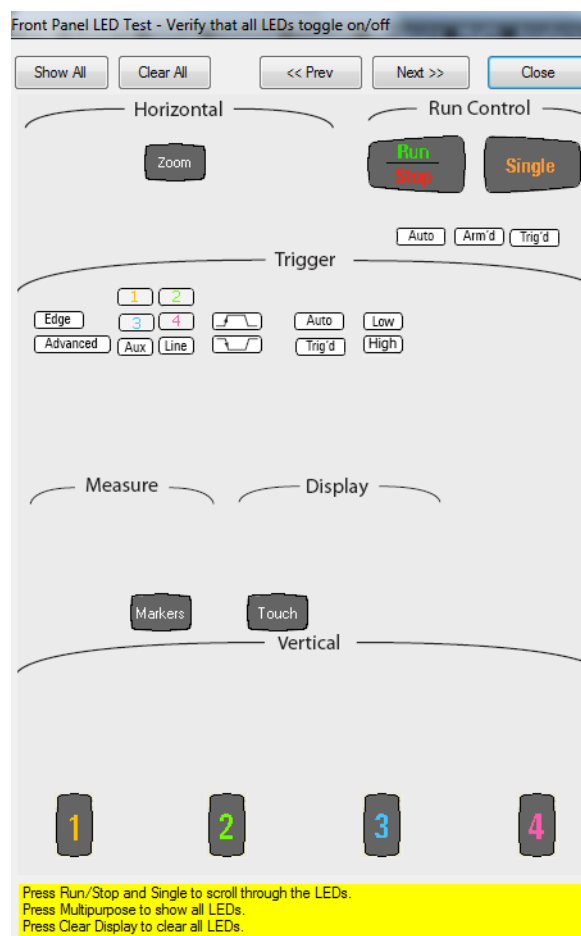 Front Panel LED Test - Verify that all LEDs toggle on/off
Show All Clear All << Prev Next >> Close
Horizontal Run Control
Zoom Run Stop Single
Auto Arm'd Trig'd
Trigger
1 2
Edge 3 4 Auto Low
Advanced Aux Line Trig'd High
Measure Display
Markers Touch
Vertical
1 2 3 4
Press Run/Stop and Single to scroll through the LEDs.
Press Multipurpose to show all LEDs.
Press Clear Display to clear all LEDs.